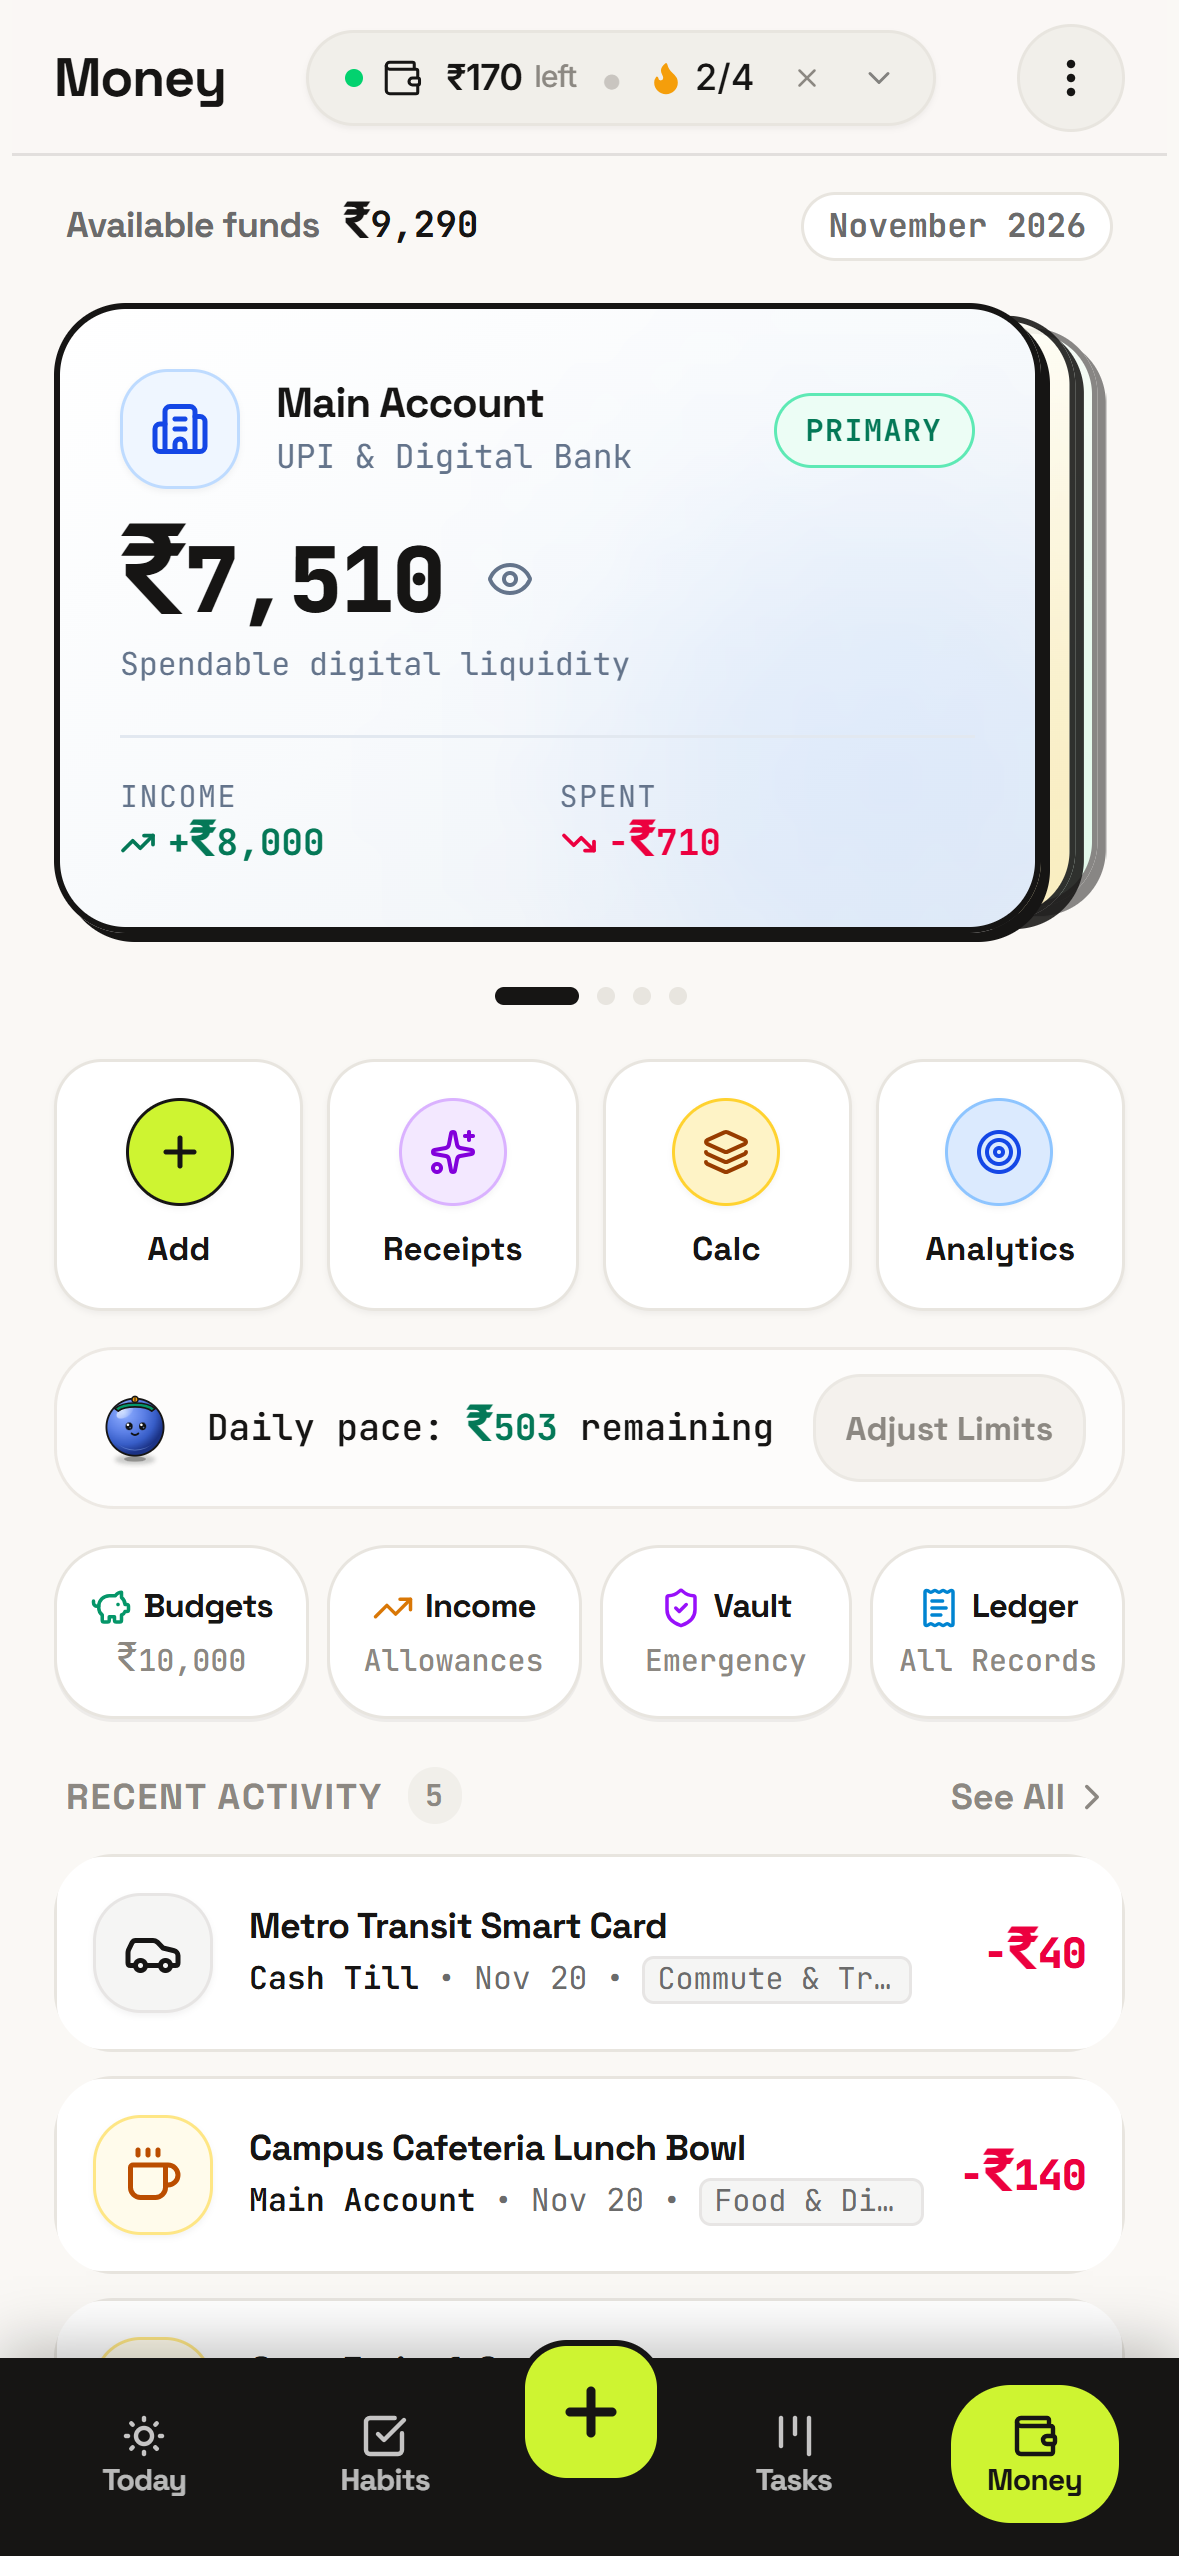 Money
₹170 left • 2/4
Available funds ₹9,290
November 2026
Main Account
UPI & Digital Bank
PRIMARY
₹7,510
Spendable digital liquidity
INCOME
+₹8,000
SPENT
-₹710
Add
Receipts
Calc
Analytics
Daily pace: ₹503 remaining
Adjust Limits
Budgets
₹10,000
Income
Allowances
Vault
Emergency
Ledger
All Records
RECENT ACTIVITY 5
See All
Metro Transit Smart Card
Cash Till • Nov 20 • Commute & Tr…
-₹40
Campus Cafeteria Lunch Bowl
Main Account • Nov 20 • Food & Di…
-₹140
Today
Habits
Tasks
Money